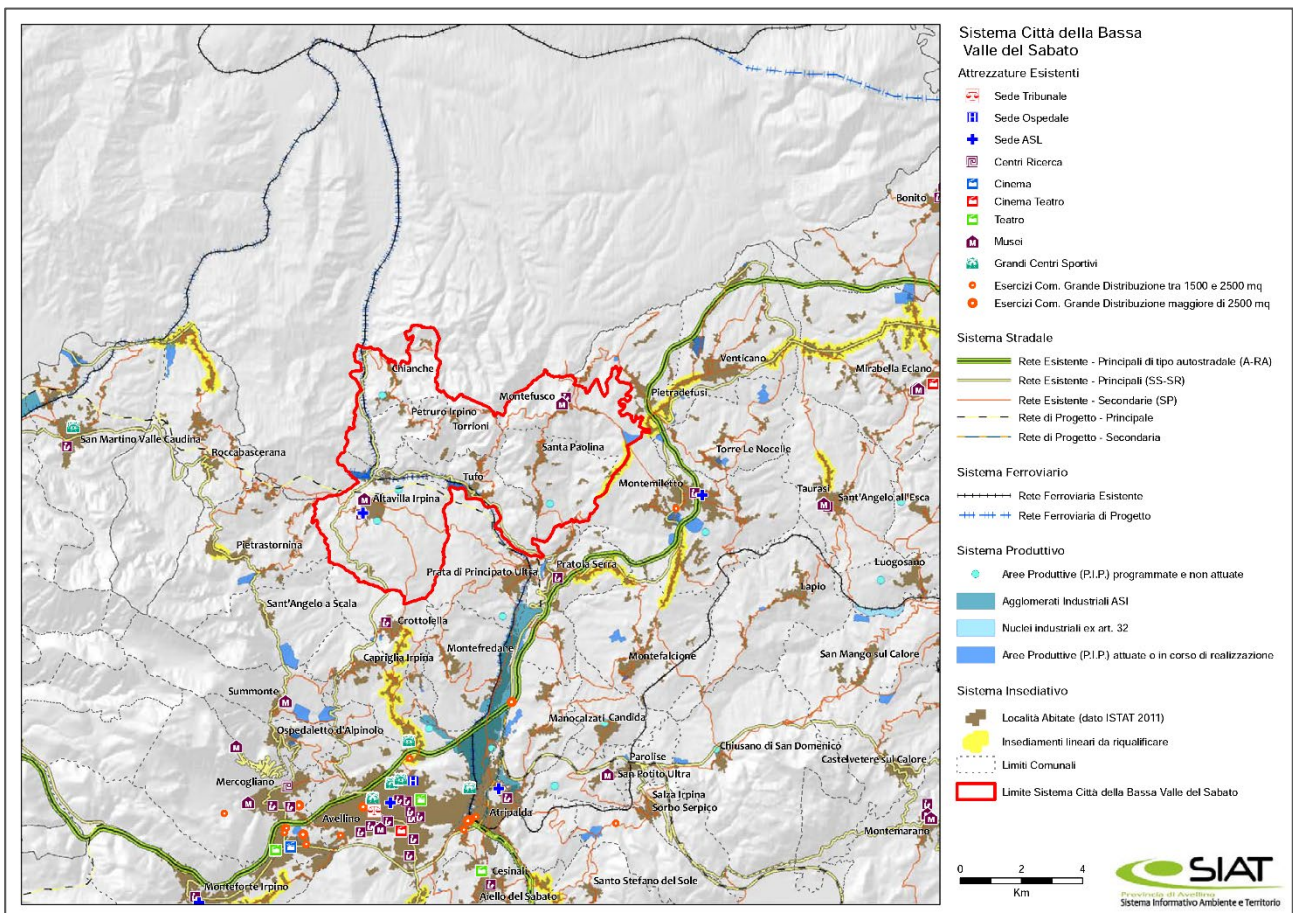 Sistema Città della Bassa
Valle del Sabato
Attrezzature Esistenti
Sede Tribunale
H Sede Ospedale
Sede ASL
Centri Ricerca
Cinema
Cinema Teatro
Teatro
M Musei
Grandi Centri Sportivi
Esercizi Com. Grande Distribuzione tra 1500 e 2500 mq
Esercizi Com. Grande Distribuzione maggiore di 2500 mq
Sistema Stradale
Rete Esistente - Principali di tipo autostradale (A-RA)
Rete Esistente - Principali (SS-SR)
Rete Esistente - Secondarie (SP)
Rete di Progetto - Principale
Rete di Progetto - Secondaria
Sistema Ferroviario
Rete Ferroviaria Esistente
Rete Ferroviaria di Progetto
Sistema Produttivo
Aree Produttive (P.I.P.) programmate e non attuate
Agglomerati Industriali ASI
Nuclei industriali ex art. 32
Aree Produttive (P.I.P.) attuate o in corso di realizzazione
Sistema Insediativo
Località Abitate (dato ISTAT 2011)
Insediamenti lineari da riqualificare
Limiti Comunali
Limite Sistema Città della Bassa Valle del Sabato
0 2 4
Km
SIAT
Provincia di Avellino
Sistema Informativo Ambiente e Territorio
Bonito
Venticano
Mirabella Eclano
Chianche
Pietradefusi
Montefusco
Petruro Irpino
Torrioni
San Martino Valle Caudina
Roccabascerana
Santa Paolina
Torre Le Nocelle
Tufo
Montemiletto
Altavilla Irpina
Taurasi
Sant'Angelo all'Esca
Pietrastornina
Prata di Principato Ultra
Pratola Serra
Luogosano
Lapio
Sant'Angelo a Scala
Grottolella
Montefredane
Capriglia Irpina
Montefalcione
San Mango sul Calore
Summonte
Manocalzati
Candida
Ospedaletto d'Alpinolo
Chiusano di San Domenico
Parolise
Castelvetere sul Calore
Mercogliano
San Potito Ultra
Salza Irpina
Sorbo Serpico
Avellino
Atripalda
Montemarano
Cesinali
Santo Stefano del Sole
Monteforte Irpino
Aiello del Sabato